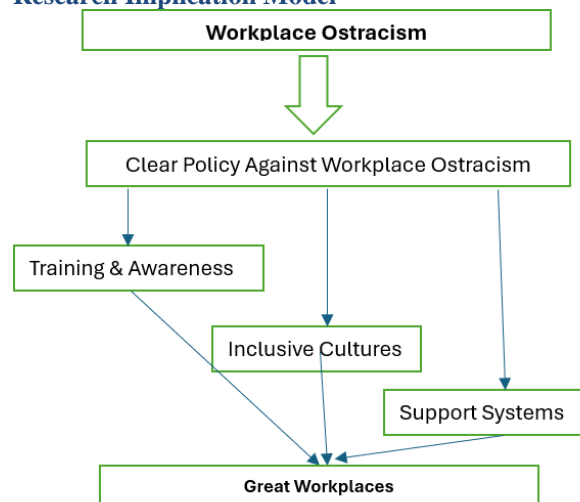 Research Implication Model
Workplace Ostracism
Clear Policy Against Workplace Ostracism
Training & Awareness
Inclusive Cultures
Support Systems
Great Workplaces